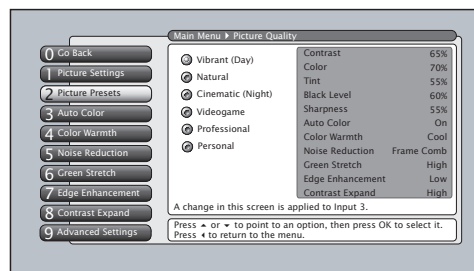 Main Menu ▶ Picture Quality
0 Go Back
1 Picture Settings
2 Picture Presets
3 Auto Color
4 Color Warmth
5 Noise Reduction
6 Green Stretch
7 Edge Enhancement
8 Contrast Expand
9 Advanced Settings
Vibrant (Day)
Natural
Cinematic (Night)
Videogame
Professional
Personal
Contrast 65%
Color 70%
Tint 55%
Black Level 60%
Sharpness 55%
Auto Color On
Color Warmth Cool
Noise Reduction Frame Comb
Green Stretch High
Edge Enhancement Low
Contrast Expand High
A change in this screen is applied to Input 3.
Press ▲ or ▼ to point to an option, then press OK to select it.
Press ◀ to return to the menu.